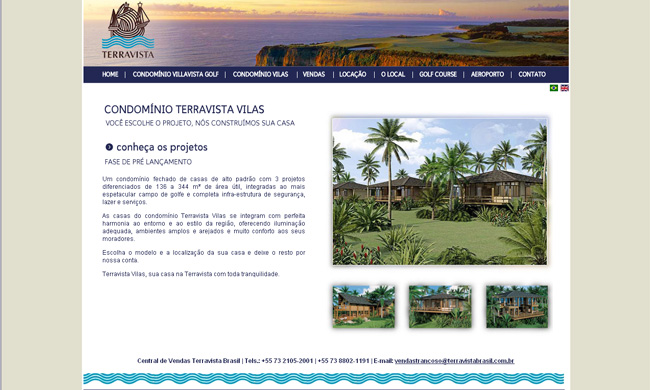 TERRAVISTA
HOME | CONDOMÍNIO VILLAVISTA GOLF | CONDOMÍNIO VILAS | VENDAS | LOCAÇÃO | O LOCAL | GOLF COURSE | AEROPORTO | CONTATO
CONDOMÍNIO TERRAVISTA VILAS
VOCÊ ESCOLHE O PROJETO, NÓS CONSTRUÍMOS SUA CASA
conheça os projetos
FASE DE PRÉ LANÇAMENTO
Um condomínio fechado de casas de alto padrão com 3 projetos
diferenciados de 136 a 344 m² de área útil, integradas ao mais
espetacular campo de golfe e completa infra-estrutura de segurança,
lazer e serviços.
As casas do condomínio Terravista Vilas se integram com perfeita
harmonia ao entorno e ao estilo da região, oferecendo iluminação
adequada, ambientes amplos e arejados e muito conforto aos seus
moradores.
Escolha o modelo e a localização da sua casa e deixe o resto por
nossa conta.
Terravista Vilas, sua casa na Terravista com toda tranquilidade.
Central de Vendas Terravista Brasil | Tels.: +55 73 2105-2001 | +55 73 8802-1191 | E-mail: vendastrancoso@terravistabrasil.com.br